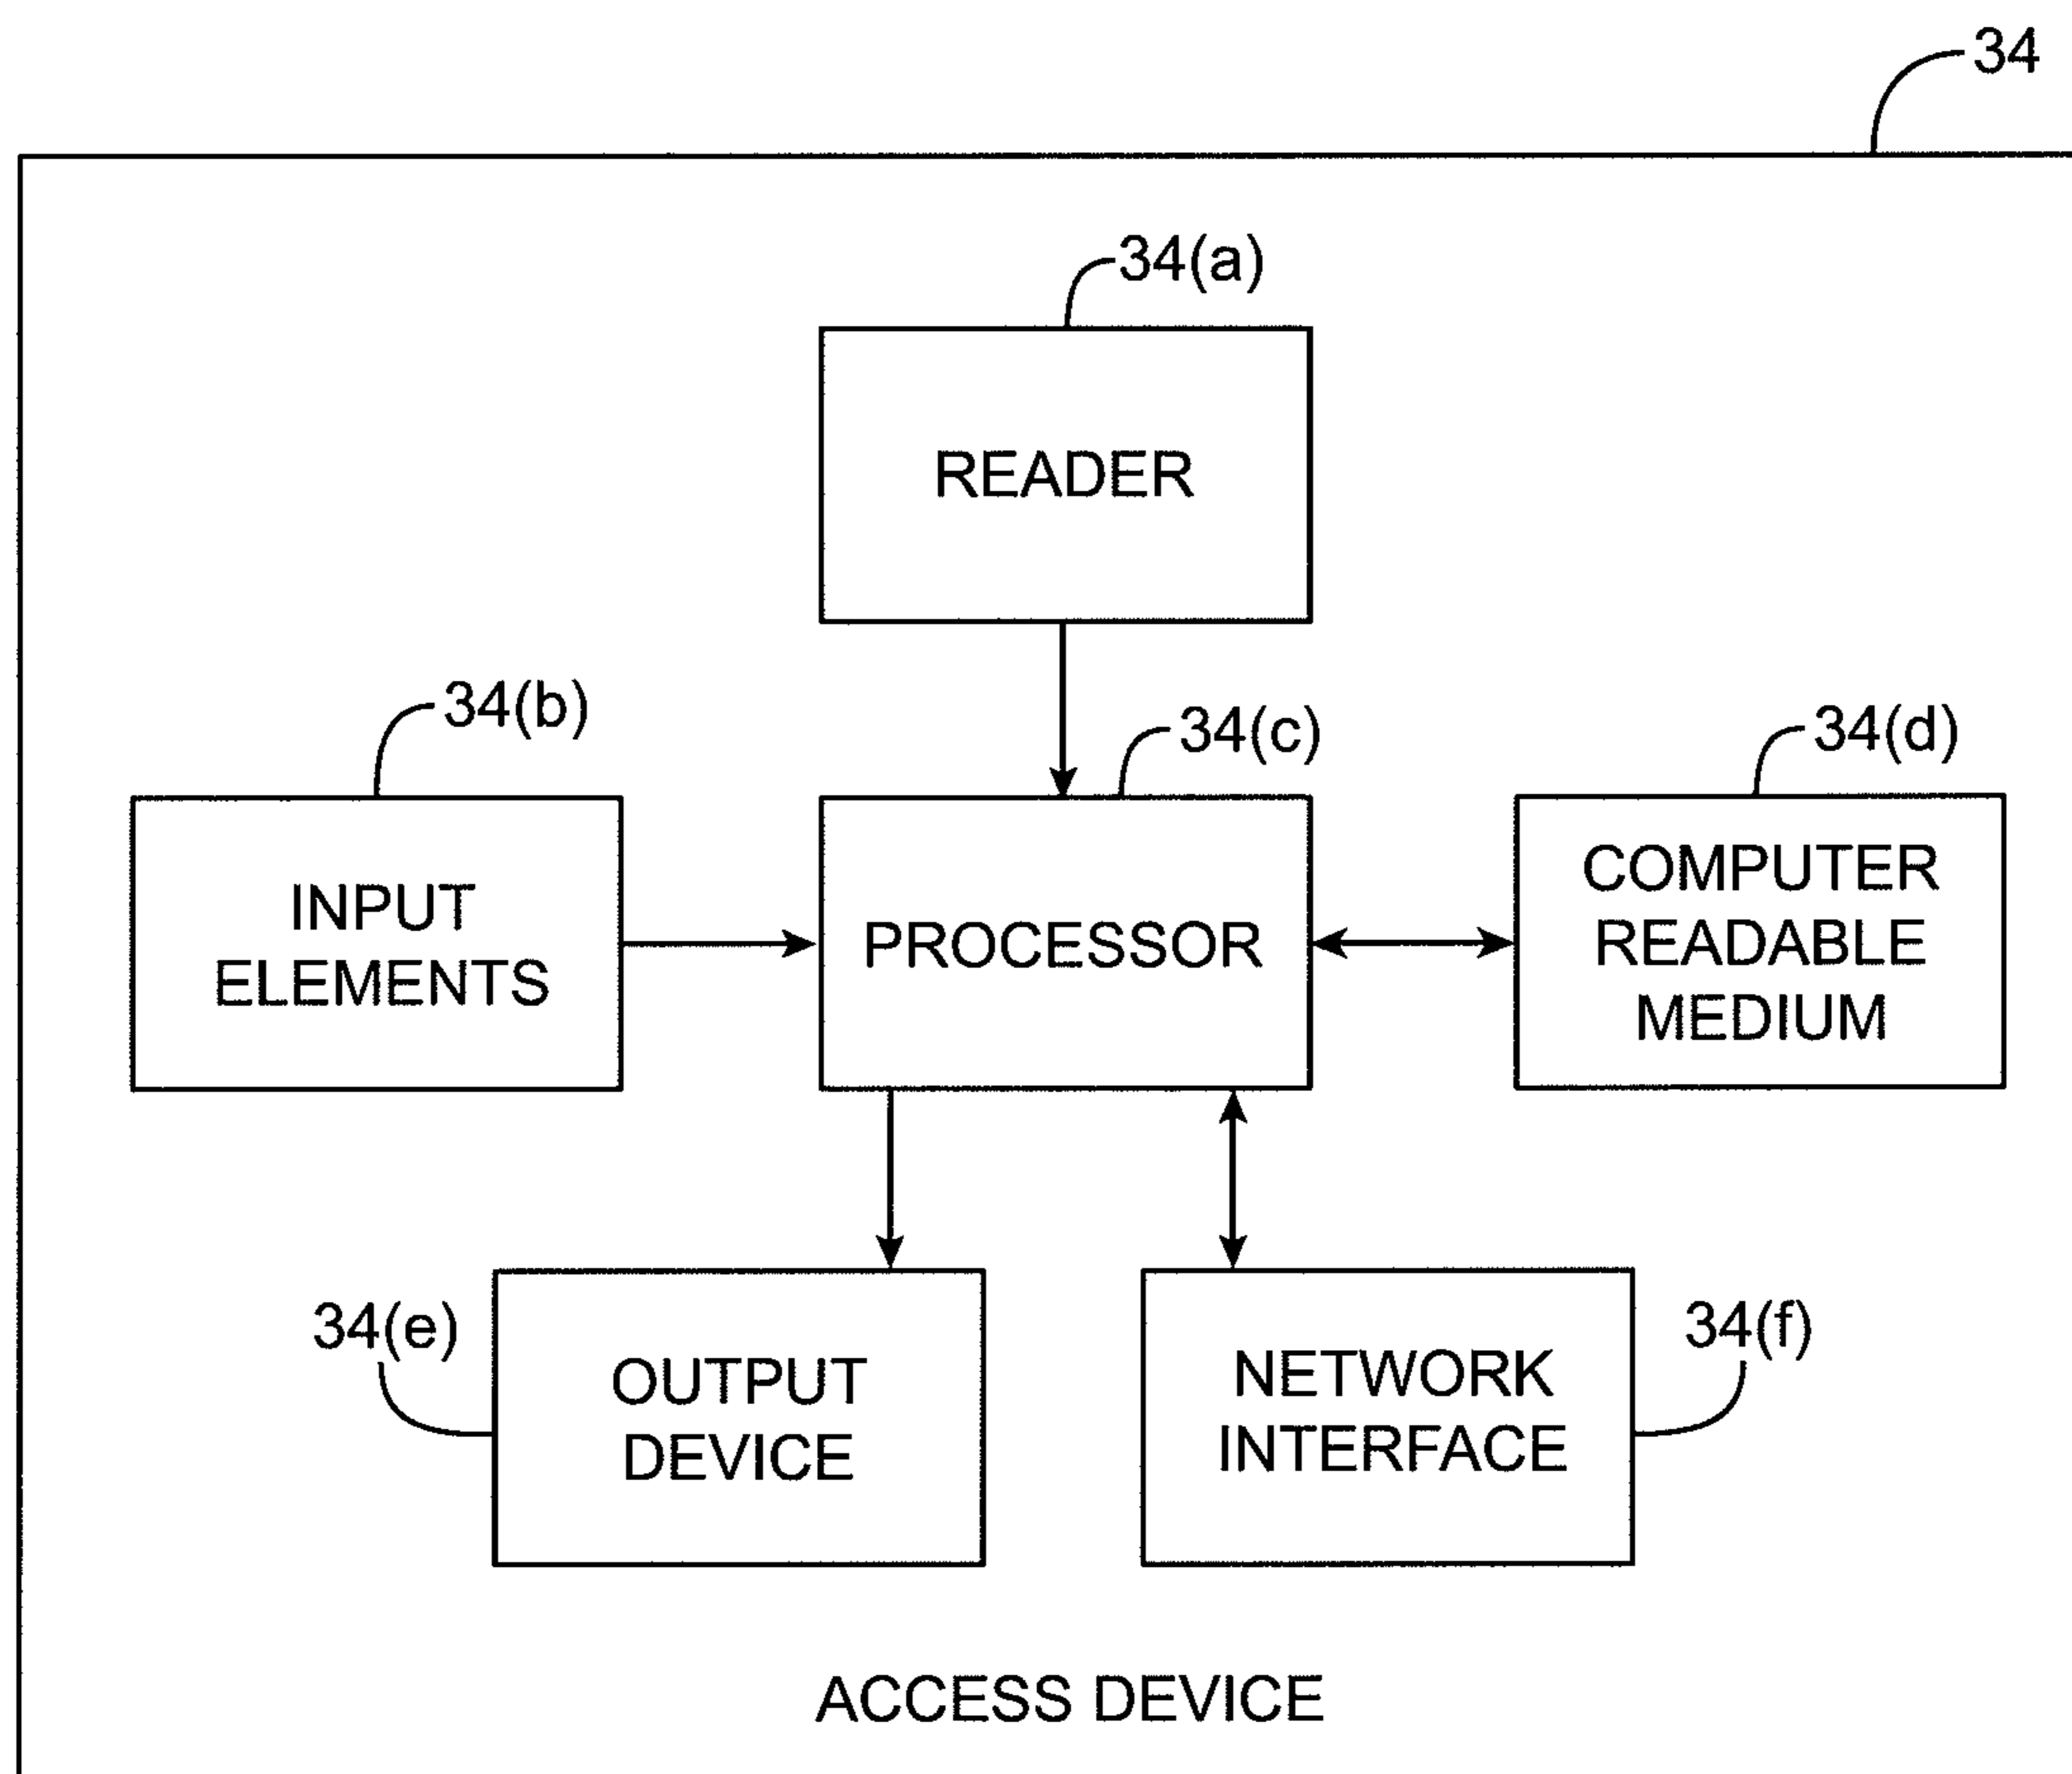 34
34(a)
READER
34(b)
34(c)
34(d)
INPUT
ELEMENTS
PROCESSOR
COMPUTER
READABLE
MEDIUM
34(e)
OUTPUT
DEVICE
NETWORK
INTERFACE
34(f)
ACCESS DEVICE